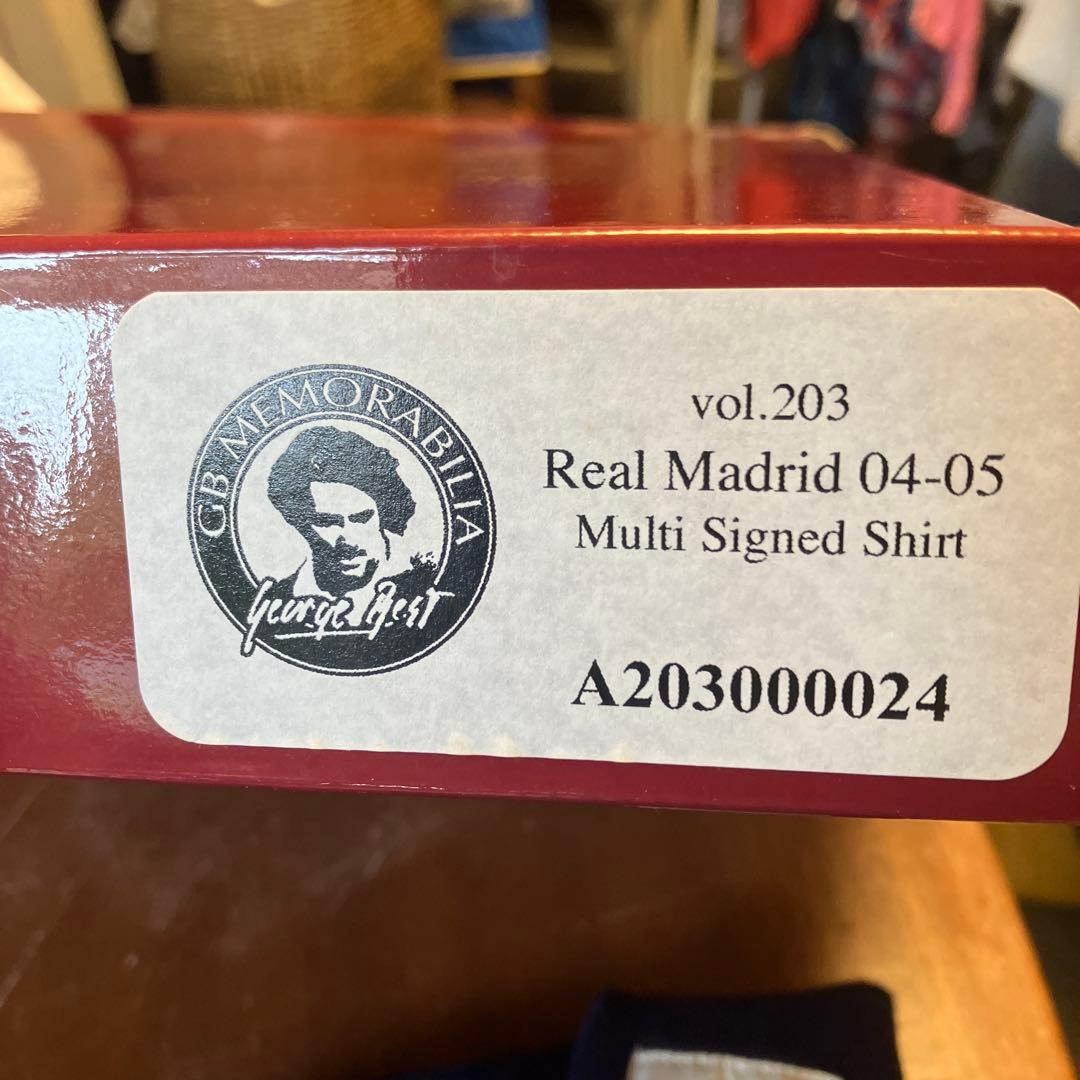 GB MEMORABILIA
George Best
vol.203
Real Madrid 04-05
Multi Signed Shirt
A203000024